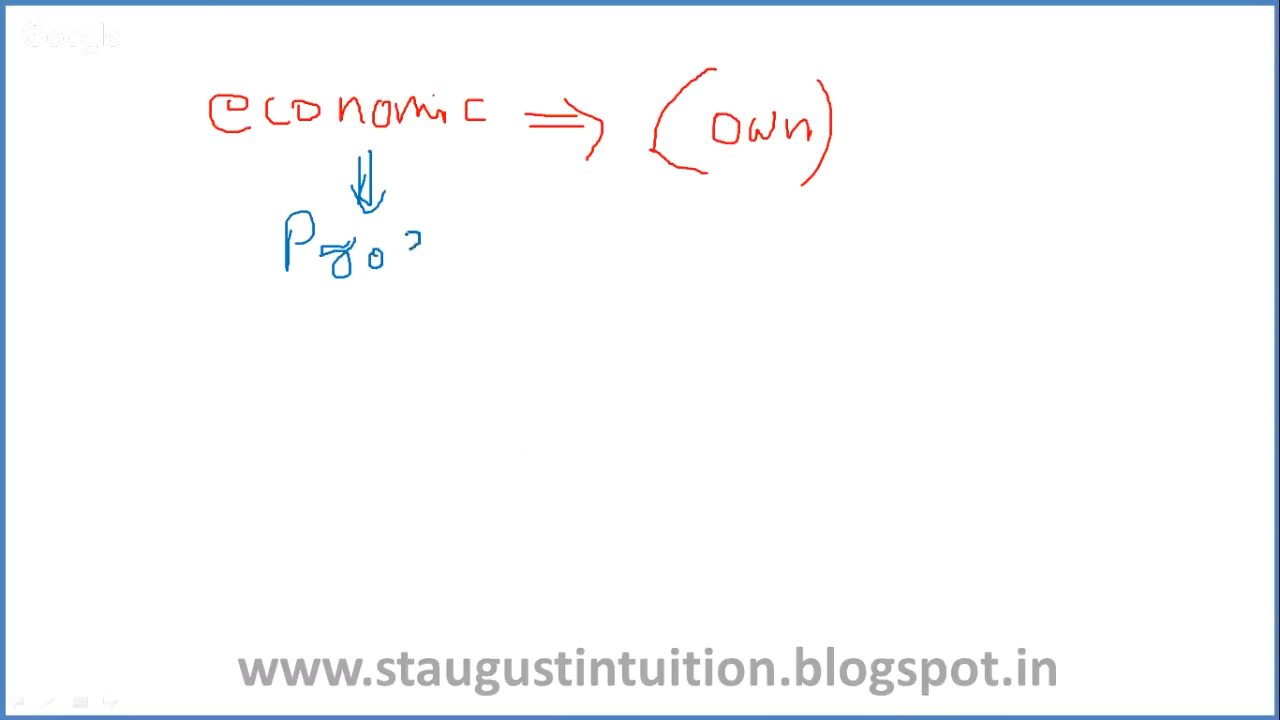 Google
economic ⇒ (own)
⇓
www.staugustintuition.blogspot.in